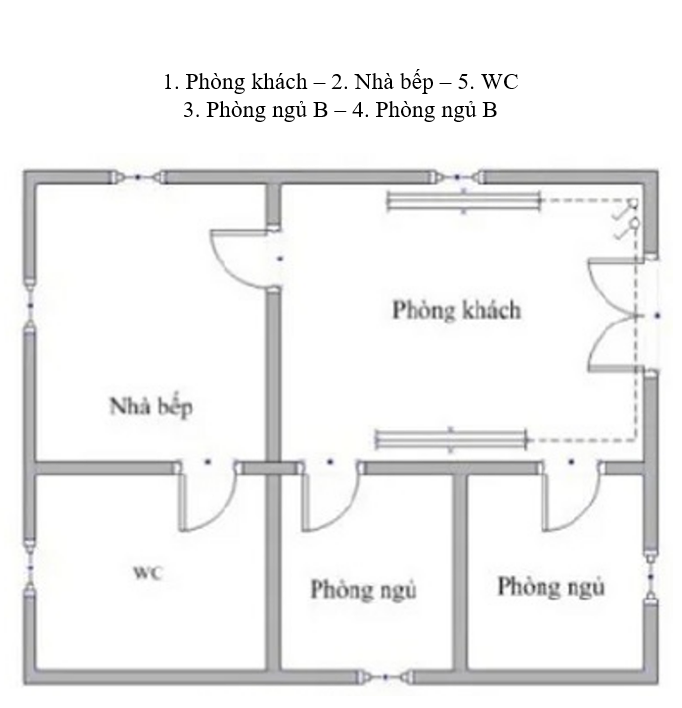 1. Phòng khách – 2. Nhà bếp – 5. WC
3. Phòng ngủ B – 4. Phòng ngủ B
Phòng khách
Nhà bếp
WC
Phòng ngủ
Phòng ngủ